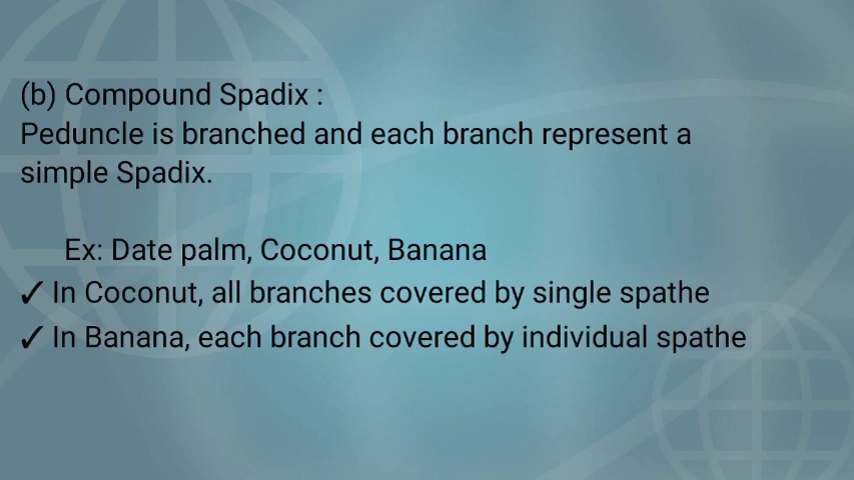 (b) Compound Spadix :
Peduncle is branched and each branch represent a
simple Spadix.
Ex: Date palm, Coconut, Banana
✓ In Coconut, all branches covered by single spathe
✓ In Banana, each branch covered by individual spathe